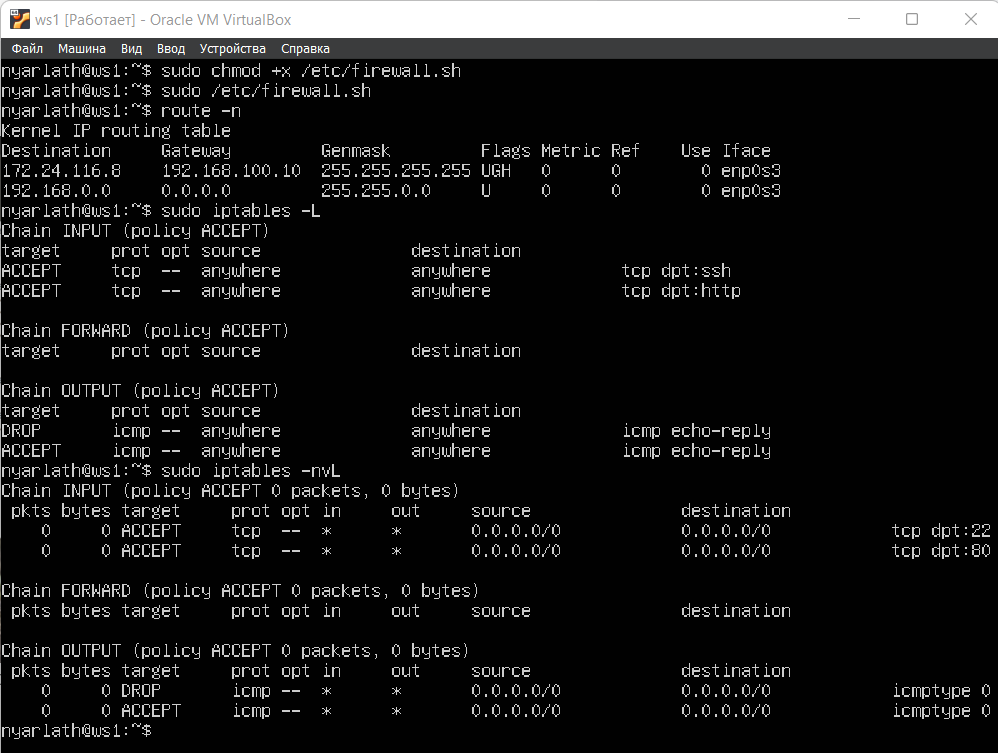 ws1 [Работает] - Oracle VM VirtualBox
Файл Машина Вид Ввод Устройства Справка
nyarlath@ws1:~$ sudo chmod +x /etc/firewall.sh
nyarlath@ws1:~$ sudo /etc/firewall.sh
nyarlath@ws1:~$ route -n
Kernel IP routing table
Destination     Gateway         Genmask         Flags Metric Ref    Use Iface
172.24.116.8    192.168.100.10  255.255.255.255 UGH   0      0        0 enp0s3
192.168.0.0     0.0.0.0         255.255.0.0     U     0      0        0 enp0s3
nyarlath@ws1:~$ sudo iptables -L
Chain INPUT (policy ACCEPT)
target     prot opt source               destination
ACCEPT     tcp  --  anywhere             anywhere             tcp dpt:ssh
ACCEPT     tcp  --  anywhere             anywhere             tcp dpt:http
Chain FORWARD (policy ACCEPT)
target     prot opt source               destination
Chain OUTPUT (policy ACCEPT)
target     prot opt source               destination
DROP       icmp --  anywhere             anywhere             icmp echo-reply
ACCEPT     icmp --  anywhere             anywhere             icmp echo-reply
nyarlath@ws1:~$ sudo iptables -nvL
Chain INPUT (policy ACCEPT 0 packets, 0 bytes)
 pkts bytes target     prot opt in     out     source               destination
    0     0 ACCEPT     tcp  --  *      *       0.0.0.0/0            0.0.0.0/0            tcp dpt:22
    0     0 ACCEPT     tcp  --  *      *       0.0.0.0/0            0.0.0.0/0            tcp dpt:80
Chain FORWARD (policy ACCEPT 0 packets, 0 bytes)
 pkts bytes target     prot opt in     out     source               destination
Chain OUTPUT (policy ACCEPT 0 packets, 0 bytes)
 pkts bytes target     prot opt in     out     source               destination
    0     0 DROP       icmp --  *      *       0.0.0.0/0            0.0.0.0/0            icmptype 0
    0     0 ACCEPT     icmp --  *      *       0.0.0.0/0            0.0.0.0/0            icmptype 0
nyarlath@ws1:~$